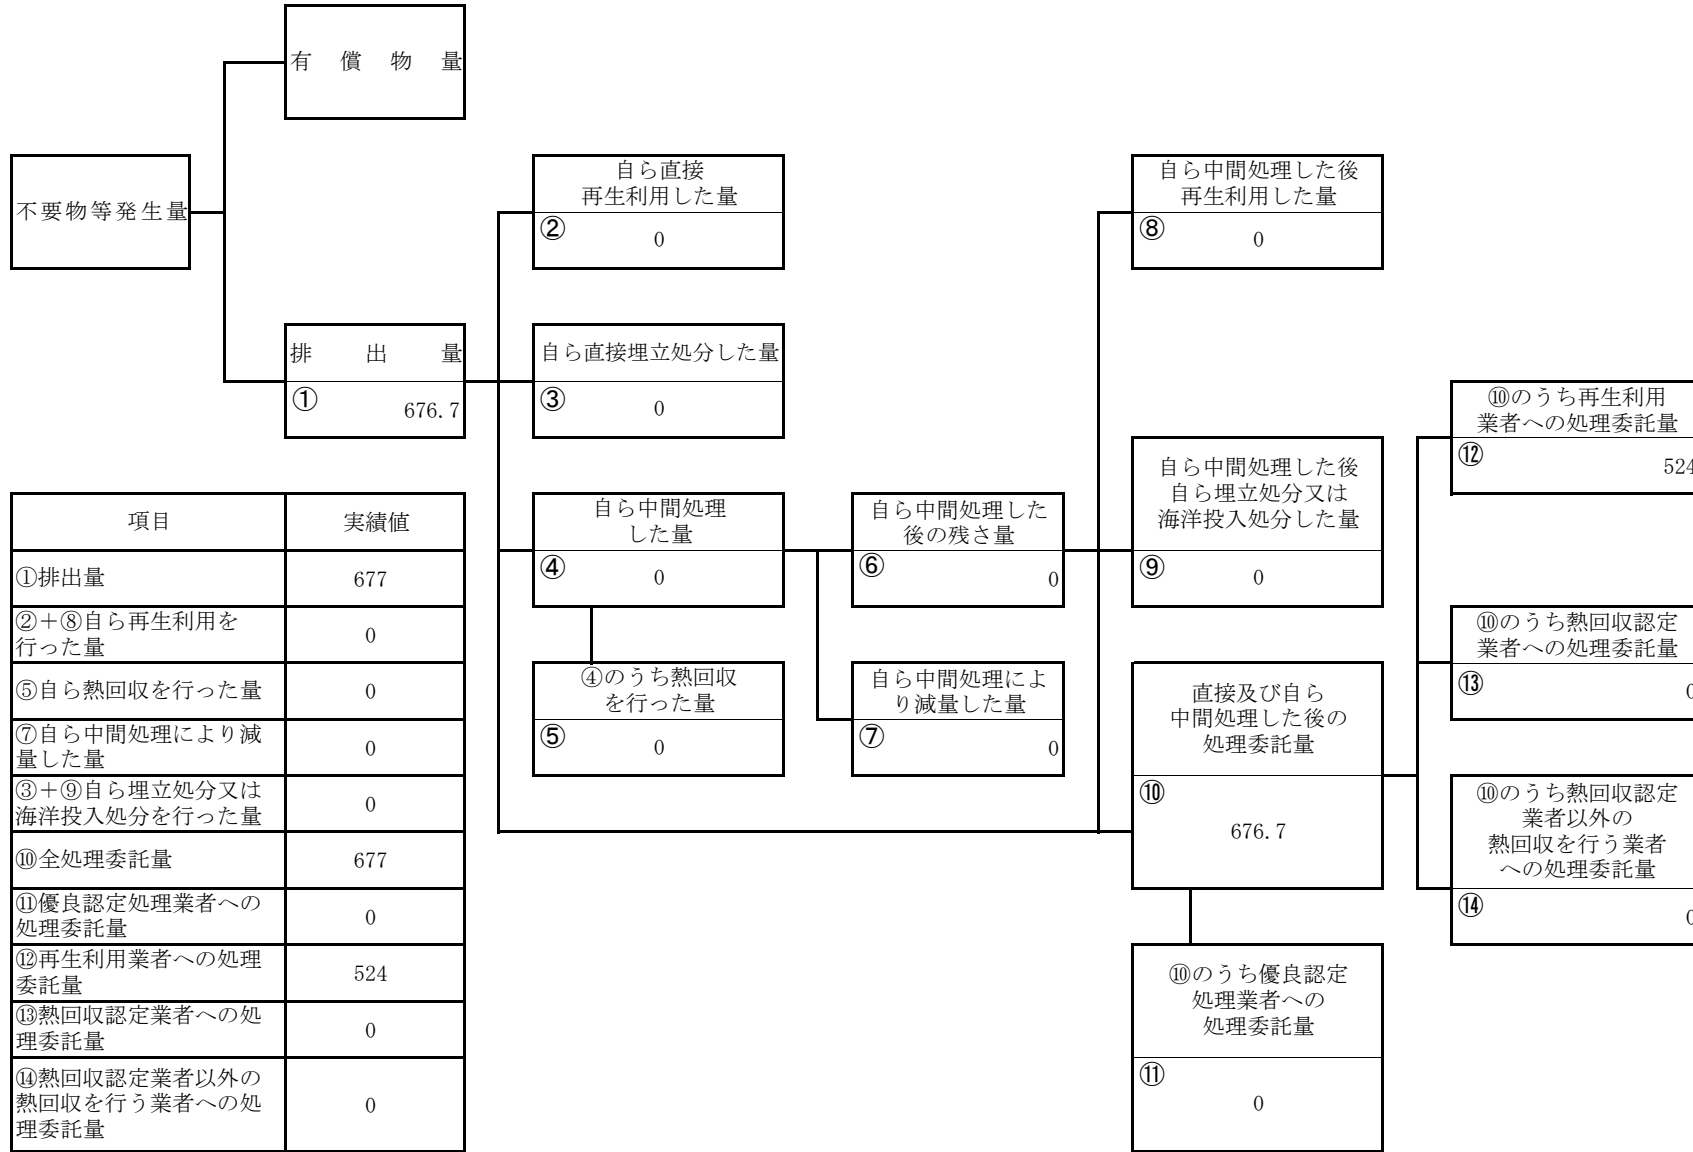 有償物量
不要物等発生量
排出量
①
676.7
自ら直接
再生利用した量
②
0
自ら直接埋立処分した量
③
0
自ら中間処理
した量
④
0
④のうち熱回収
を行った量
⑤
0
自ら中間処理した
後の残さ量
⑥
0
自ら中間処理によ
り減量した量
⑦
0
自ら中間処理した後
再生利用した量
⑧
0
自ら中間処理した後
自ら埋立処分又は
海洋投入処分した量
⑨
0
直接及び自ら
中間処理した後の
処理委託量
⑩
676.7
⑩のうち優良認定
処理業者への
処理委託量
⑪
0
⑩のうち再生利用
業者への処理委託量
⑫
524
⑩のうち熱回収認定
業者への処理委託量
⑬
0
⑩のうち熱回収認定
業者以外の
熱回収を行う業者
への処理委託量
⑭
0
項目 実績値
①排出量 677
②＋⑧自ら再生利用を
行った量 0
⑤自ら熱回収を行った量 0
⑦自ら中間処理により減
量した量 0
③＋⑨自ら埋立処分又は
海洋投入処分を行った量 0
⑩全処理委託量 677
⑪優良認定処理業者への
処理委託量 0
⑫再生利用業者への処理
委託量 524
⑬熱回収認定業者への処
理委託量 0
⑭熱回収認定業者以外の
熱回収を行う業者への処
理委託量 0